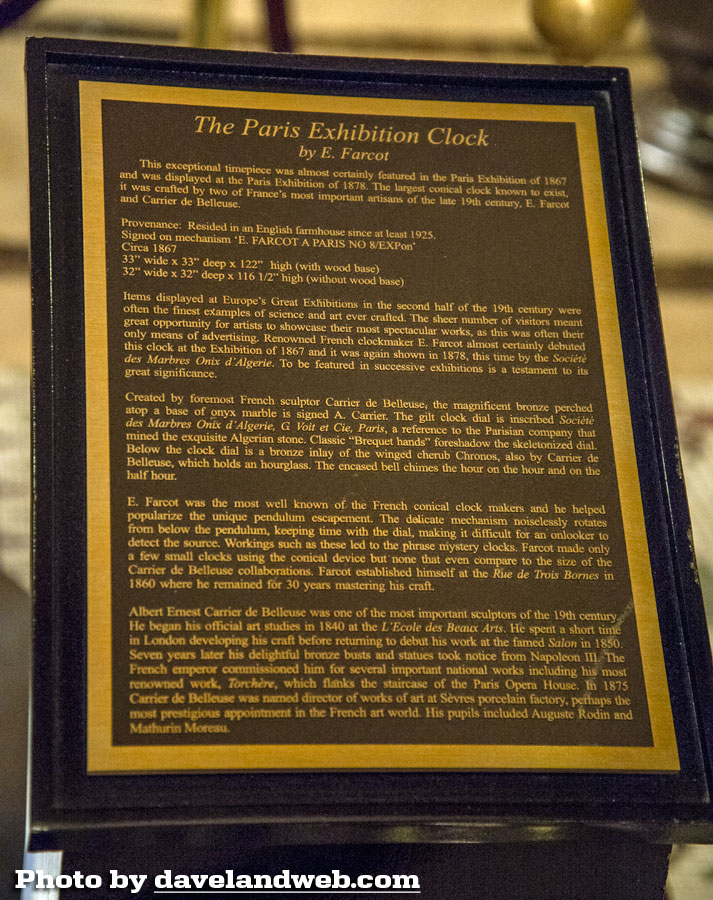 The Paris Exhibition Clock
by E. Farcot
This exceptional timepiece was almost certainly featured in the Paris Exhibition of 1867
and was displayed at the Paris Exhibition of 1878. The largest conical clock known to exist,
it was crafted by two of France's most important artisans of the late 19th century, E. Farcot
and Carrier de Belleuse.
Provenance: Resided in an English farmhouse since at least 1925.
Signed on mechanism 'E. FARCOT A PARIS NO 8/EXPon'
Circa 1867
33" wide x 33" deep x 122" high (with wood base)
32" wide x 32" deep x 116 1/2" high (without wood base)
Items displayed at Europe's Great Exhibitions in the second half of the 19th century were
often the finest examples of science and art ever crafted. The sheer number of visitors meant
great opportunity for artists to showcase their most spectacular works, as this was often their
only means of advertising. Renowned French clockmaker E. Farcot almost certainly debuted
this clock at the Exhibition of 1867 and it was again shown in 1878, this time by the Société
des Marbres Onix d'Algerie. To be featured in successive exhibitions is a testament to its
great significance.
Created by foremost French sculptor Carrier de Belleuse, the magnificent bronze perched
atop a base of onyx marble is signed A. Carrier. The gilt clock dial is inscribed Société
des Marbres Onix d'Algerie, G. Voit et Cie, Paris, a reference to the Parisian company that
mined the exquisite Algerian stone. Classic "Brequet hands" foreshadow the skeletonized dial.
Below the clock dial is a bronze inlay of the winged cherub Chronos, also by Carrier de
Belleuse, which holds an hourglass. The encased bell chimes the hour on the hour and on the
half hour.
E. Farcot was the most well known of the French conical clock makers and he helped
popularize the unique pendulum escapement. The delicate mechanism noiselessly rotates
from below the pendulum, keeping time with the dial, making it difficult for an onlooker to
detect the source. Workings such as these led to the phrase mystery clocks. Farcot made only
a few small clocks using the conical device but none that even compare to the size of the
Carrier de Belleuse collaborations. Farcot established himself at the Rue de Trois Bornes in
1860 where he remained for 30 years mastering his craft.
Albert Ernest Carrier de Belleuse was one of the most important sculptors of the 19th century.
He began his official art studies in 1840 at the L'Ecole des Beaux Arts. He spent a short time
in London developing his craft before returning to debut his work at the famed Salon in 1850.
Seven years later his delightful bronze busts and statues took notice from Napoleon III. The
French emperor commissioned him for several important national works including his most
renowned work, Torchère, which flanks the staircase of the Paris Opera House. In 1875
Carrier de Belleuse was named director of works of art at Sèvres porcelain factory, perhaps the
most prestigious appointment in the French art world. His pupils included Auguste Rodin and
Mathurin Moreau.
Photo by davelandweb.com